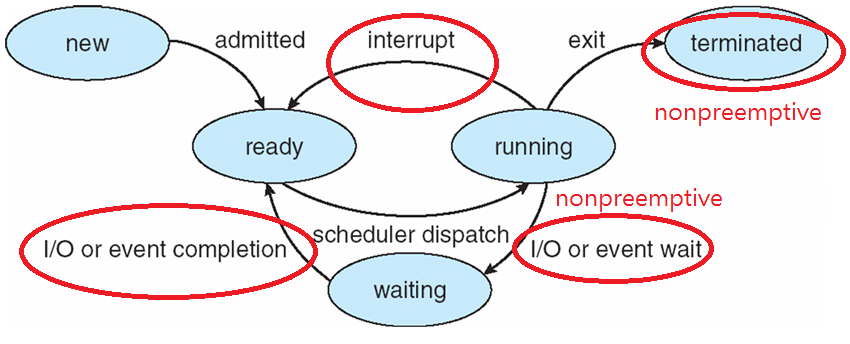 new
admitted
interrupt
exit
terminated
nonpreemptive
ready
running
nonpreemptive
I/O or event completion
scheduler dispatch
I/O or event wait
waiting